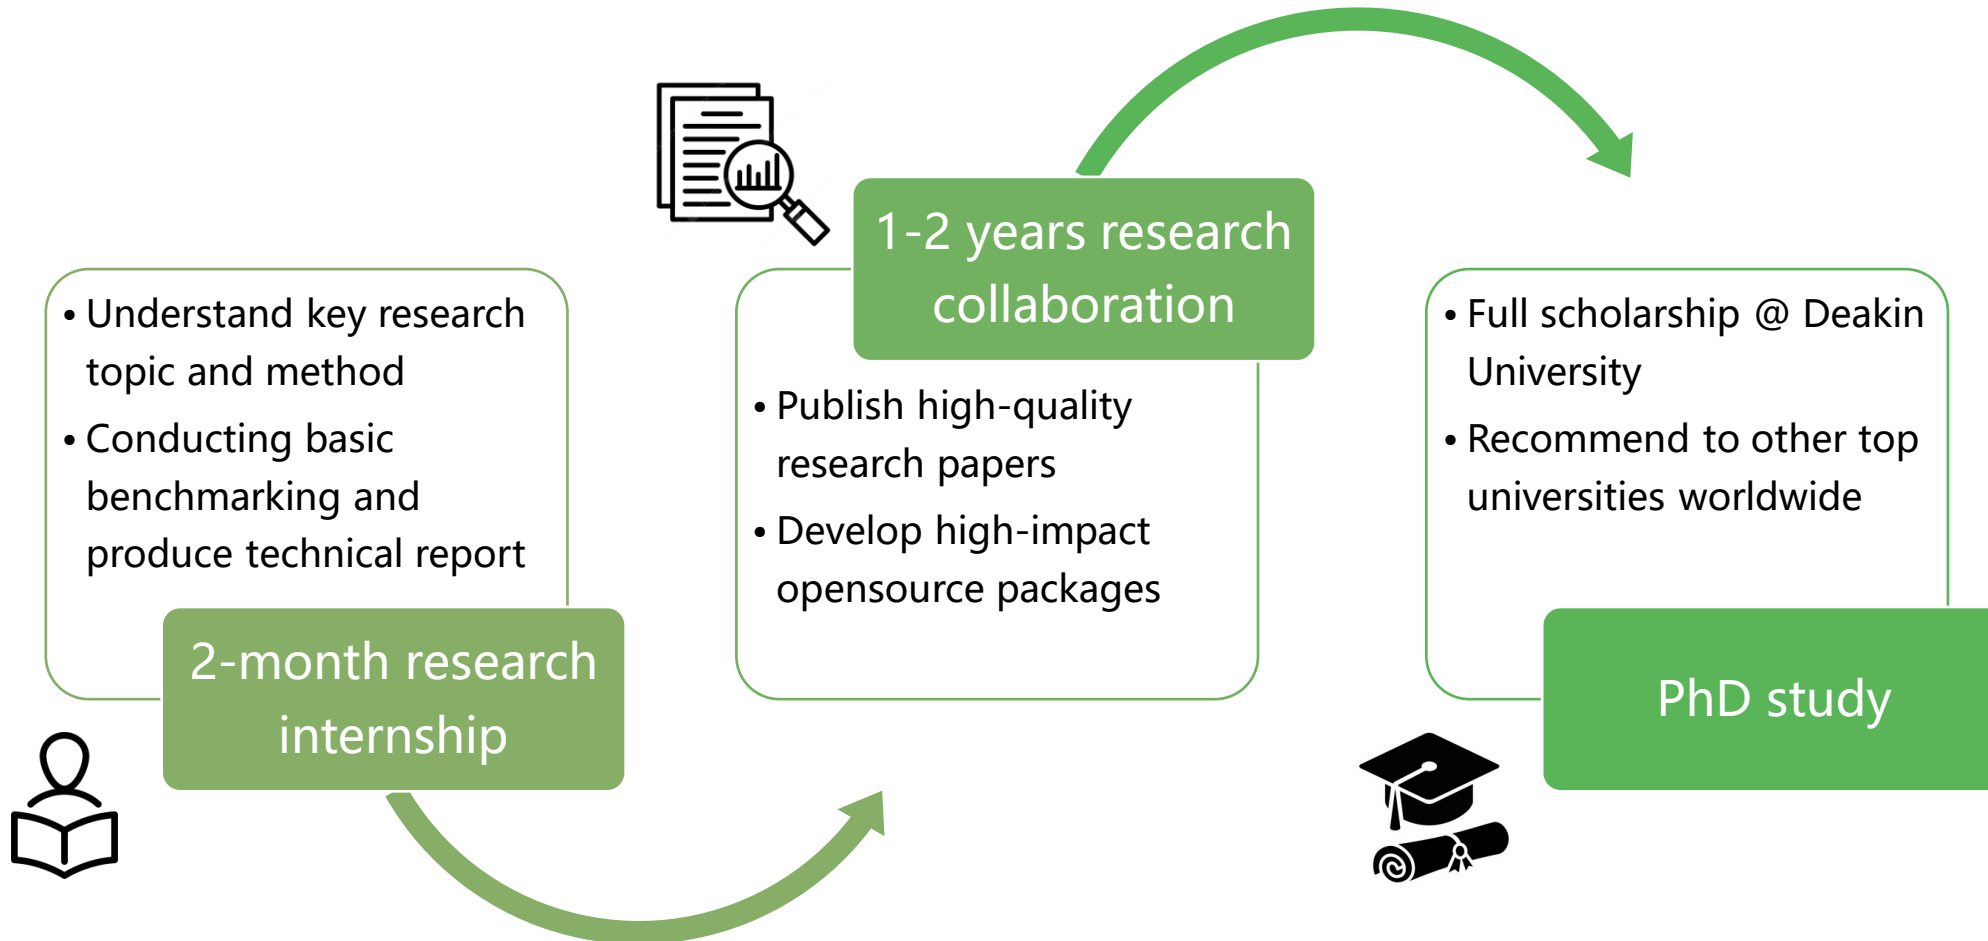 • Understand key research
topic and method
• Conducting basic
benchmarking and
produce technical report
2-month research
internship
1-2 years research
collaboration
• Publish high-quality
research papers
• Develop high-impact
opensource packages
• Full scholarship @ Deakin
University
• Recommend to other top
universities worldwide
PhD study